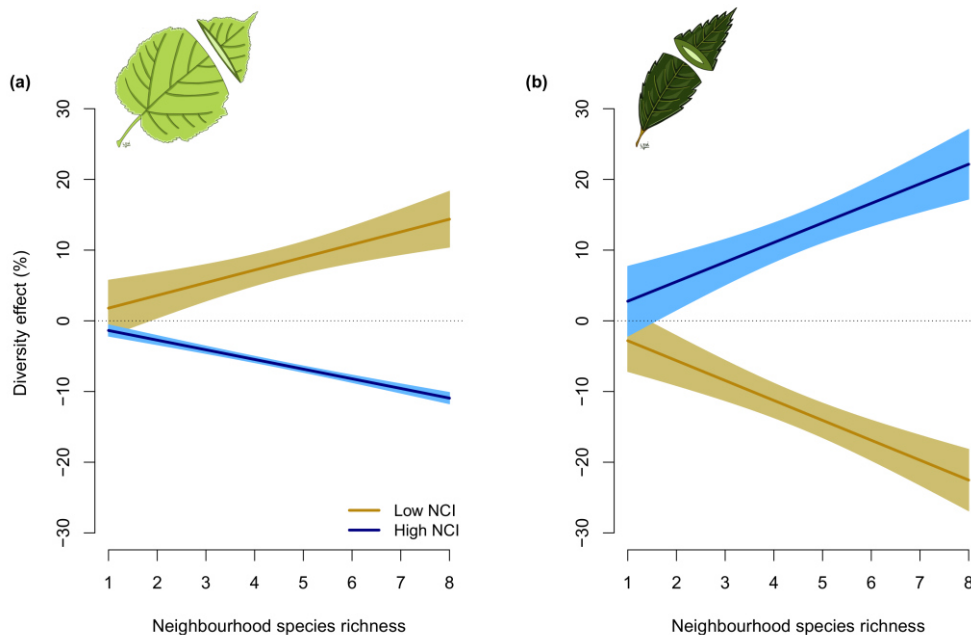 (a)
(b)
Diversity effect (%)
30
20
10
0
−10
−20
−30
30
20
10
0
−10
−20
−30
Low NCI
High NCI
1 2 3 4 5 6 7 8
1 2 3 4 5 6 7 8
Neighbourhood species richness
Neighbourhood species richness